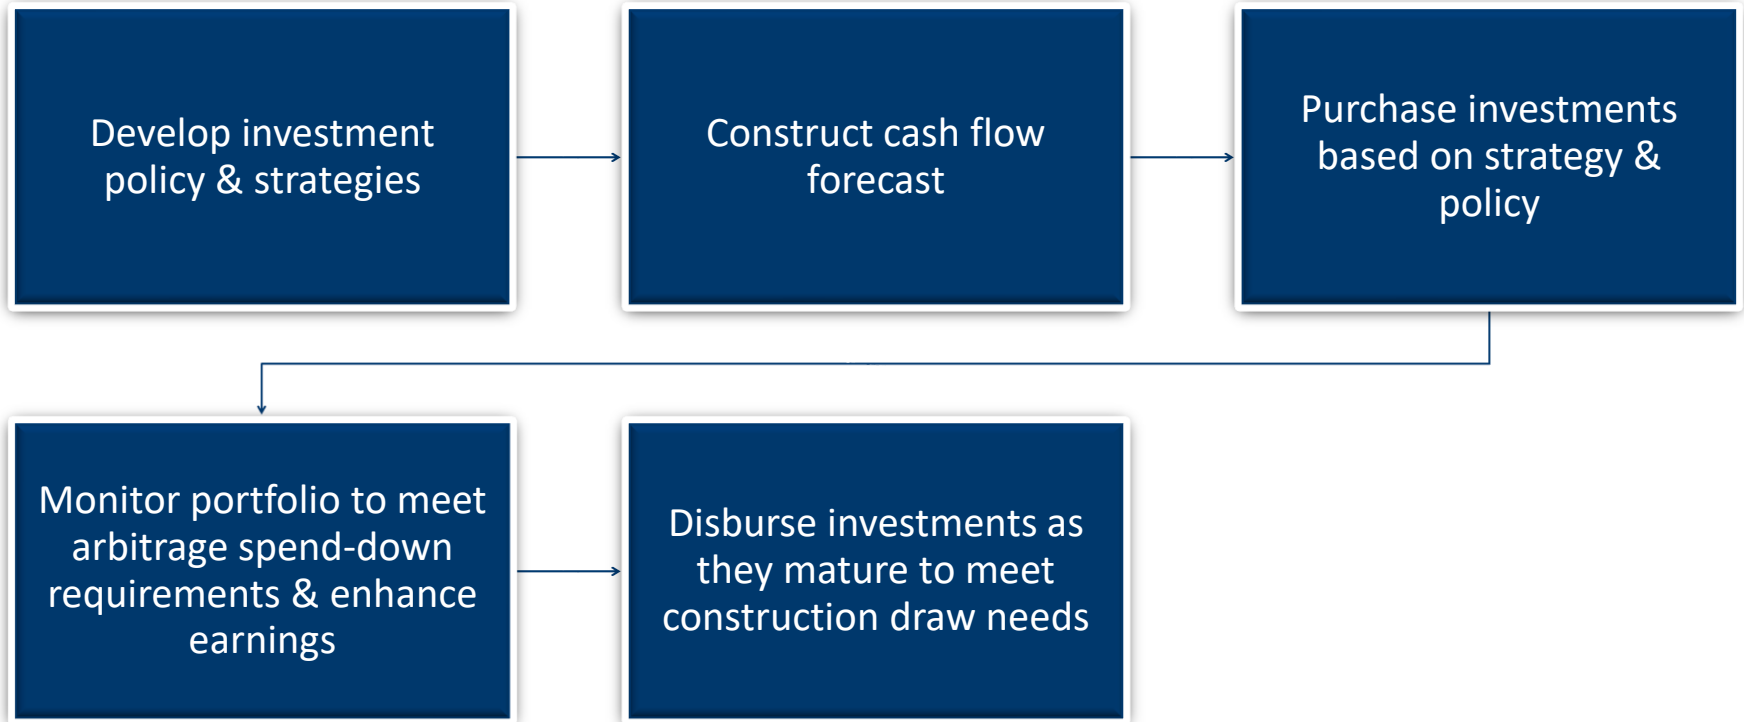 Develop investment
policy & strategies
Construct cash flow
forecast
Purchase investments
based on strategy &
policy
Monitor portfolio to meet
arbitrage spend-down
requirements & enhance
earnings
Disburse investments as
they mature to meet
construction draw needs